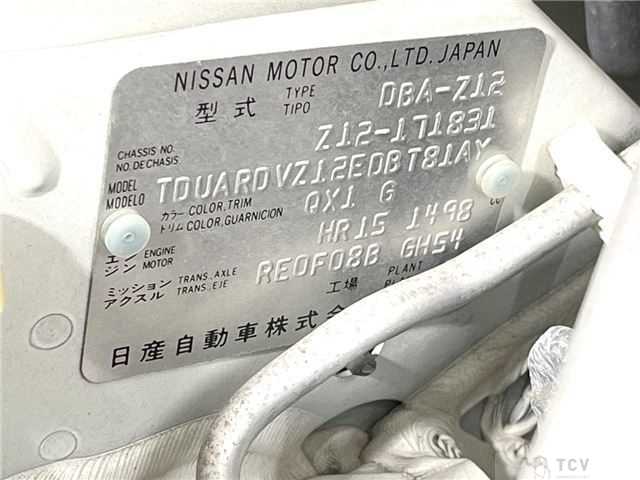 NISSAN MOTOR CO.,LTD. JAPAN
型式 TYPE TIPO DBA-Z12
CHASSIS NO. NO.DE CHASIS Z12-171831
MODEL MODELO TDUARDVZ12EDBT81AY
カラー COLOR,TRIM トリム COLOR,GUARNICION QX1 G
エンジン ENGINE MOTOR HR15 1498
ミッション TRANS.,AXLE アクスル TRANS.,EJE RE0F08B GH54
工場 PLANT
日産自動車株式会
TCV